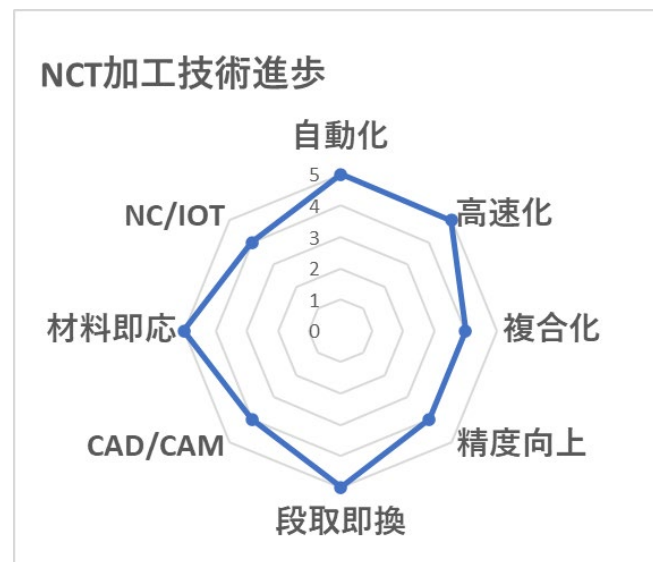 NCT加工技術進歩
自動化
5
4
3
2
1
0
NC/IOT
高速化
材料即応
複合化
CAD/CAM
精度向上
段取即換